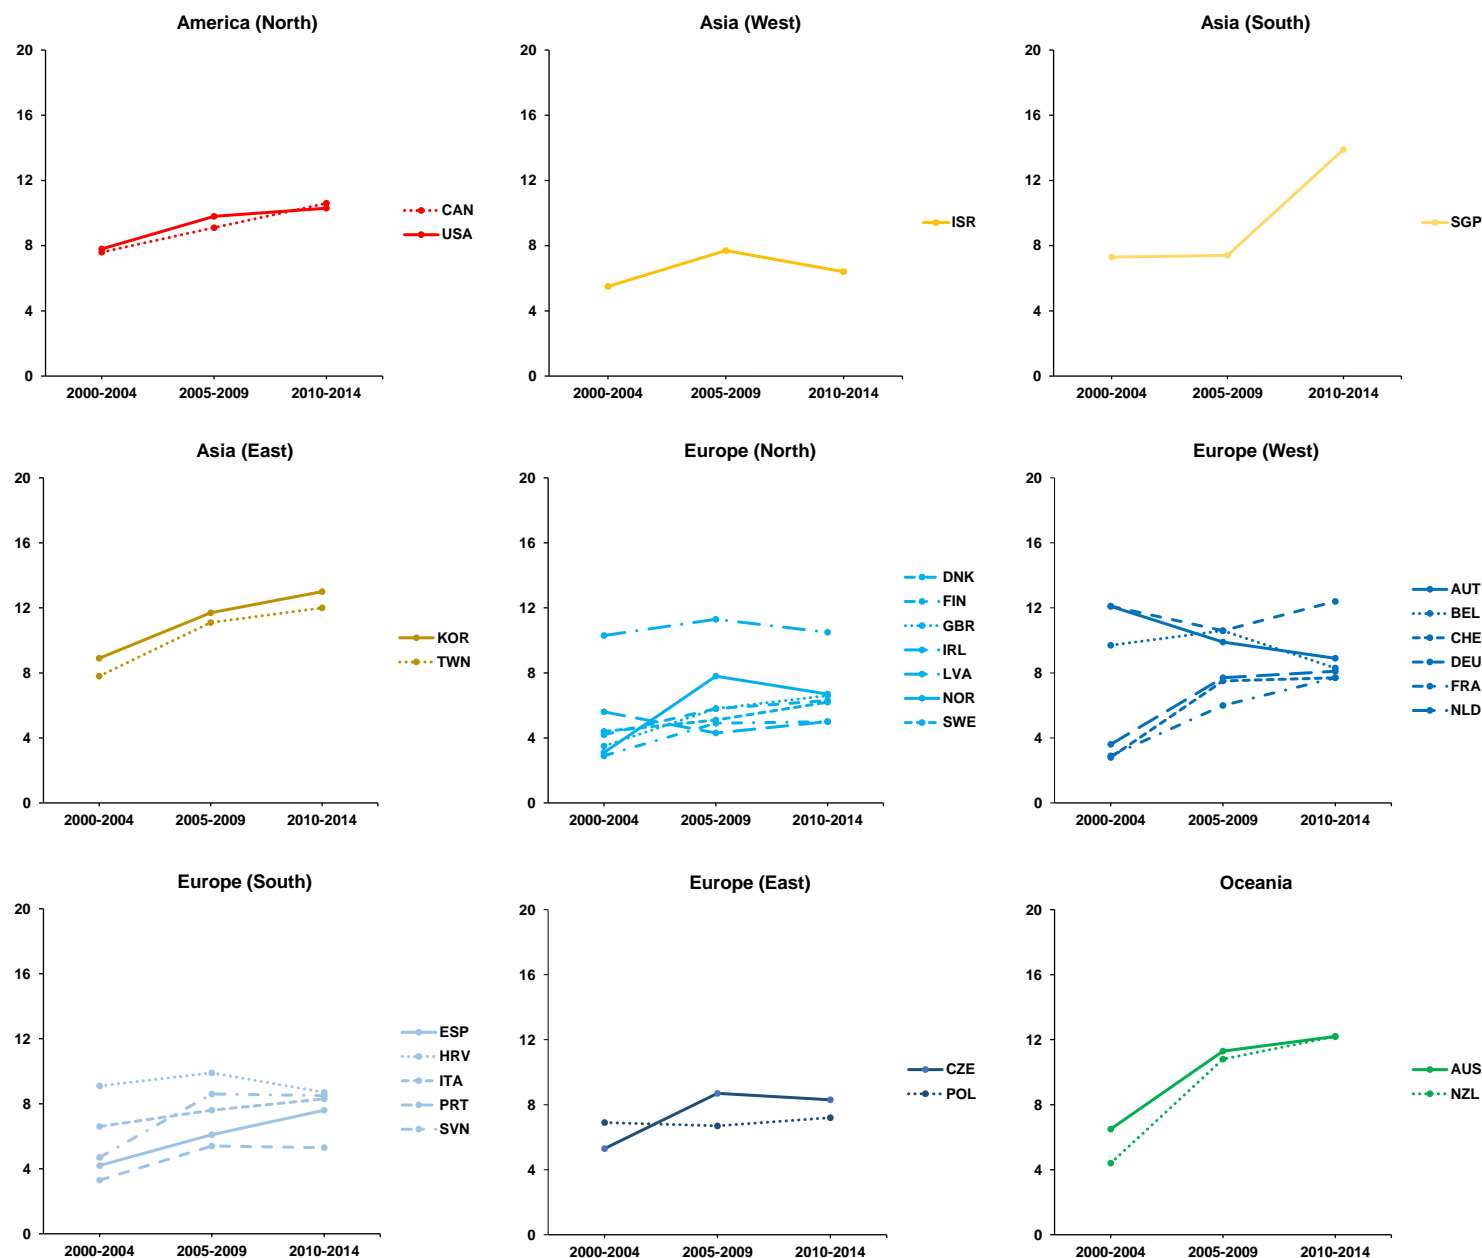 America (North)
20
16
12
8
4
0
2000-2004 2005-2009 2010-2014
CAN
USA
Asia (West)
20
16
12
8
4
0
2000-2004 2005-2009 2010-2014
ISR
Asia (South)
20
16
12
8
4
0
2000-2004 2005-2009 2010-2014
SGP
Asia (East)
20
16
12
8
4
0
2000-2004 2005-2009 2010-2014
KOR
TWN
Europe (North)
20
16
12
8
4
0
2000-2004 2005-2009 2010-2014
DNK
FIN
GBR
IRL
LVA
NOR
SWE
Europe (West)
20
16
12
8
4
0
2000-2004 2005-2009 2010-2014
AUT
BEL
CHE
DEU
FRA
NLD
Europe (South)
20
16
12
8
4
0
2000-2004 2005-2009 2010-2014
ESP
HRV
ITA
PRT
SVN
Europe (East)
20
16
12
8
4
0
2000-2004 2005-2009 2010-2014
CZE
POL
Oceania
20
16
12
8
4
0
2000-2004 2005-2009 2010-2014
AUS
NZL